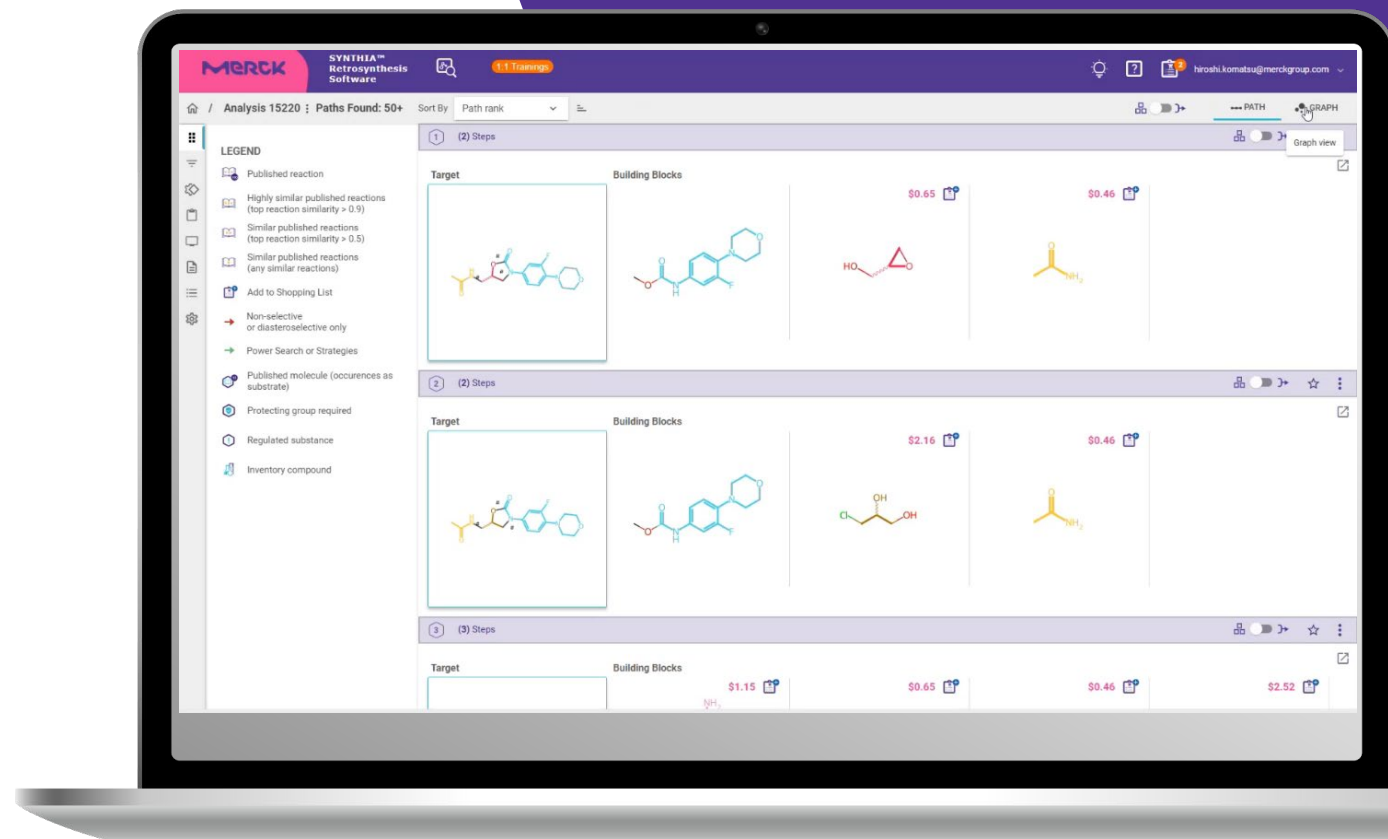 MERCK
SYNTHIA™
Retrosynthesis
Software
1:1 Trainings
?
2
hiroshi.komatsu@merckgroup.com
/ Analysis 15220 : Paths Found: 50+
Sort By
Path rank
PATH
GRAPH
Graph view
LEGEND
Published reaction
Highly similar published reactions
(top reaction similarity > 0.9)
Similar published reactions
(top reaction similarity > 0.5)
Similar published reactions
(any similar reactions)
Add to Shopping List
Non-selective
or diasteroselective only
Power Search or Strategies
Published molecule (occurences as
substrate)
Protecting group required
Regulated substance
Inventory compound
1 (2) Steps
Target
Building Blocks
$0.65
$0.46
HO
O
O
NH2
O
O
N
O
N
H
F
2 (2) Steps
Target
Building Blocks
$2.16
$0.46
OH
Cl
OH
O
NH2
O
O
N
O
N
H
F
3 (3) Steps
Target
Building Blocks
$1.15
$0.65
$0.46
$2.52
NH2